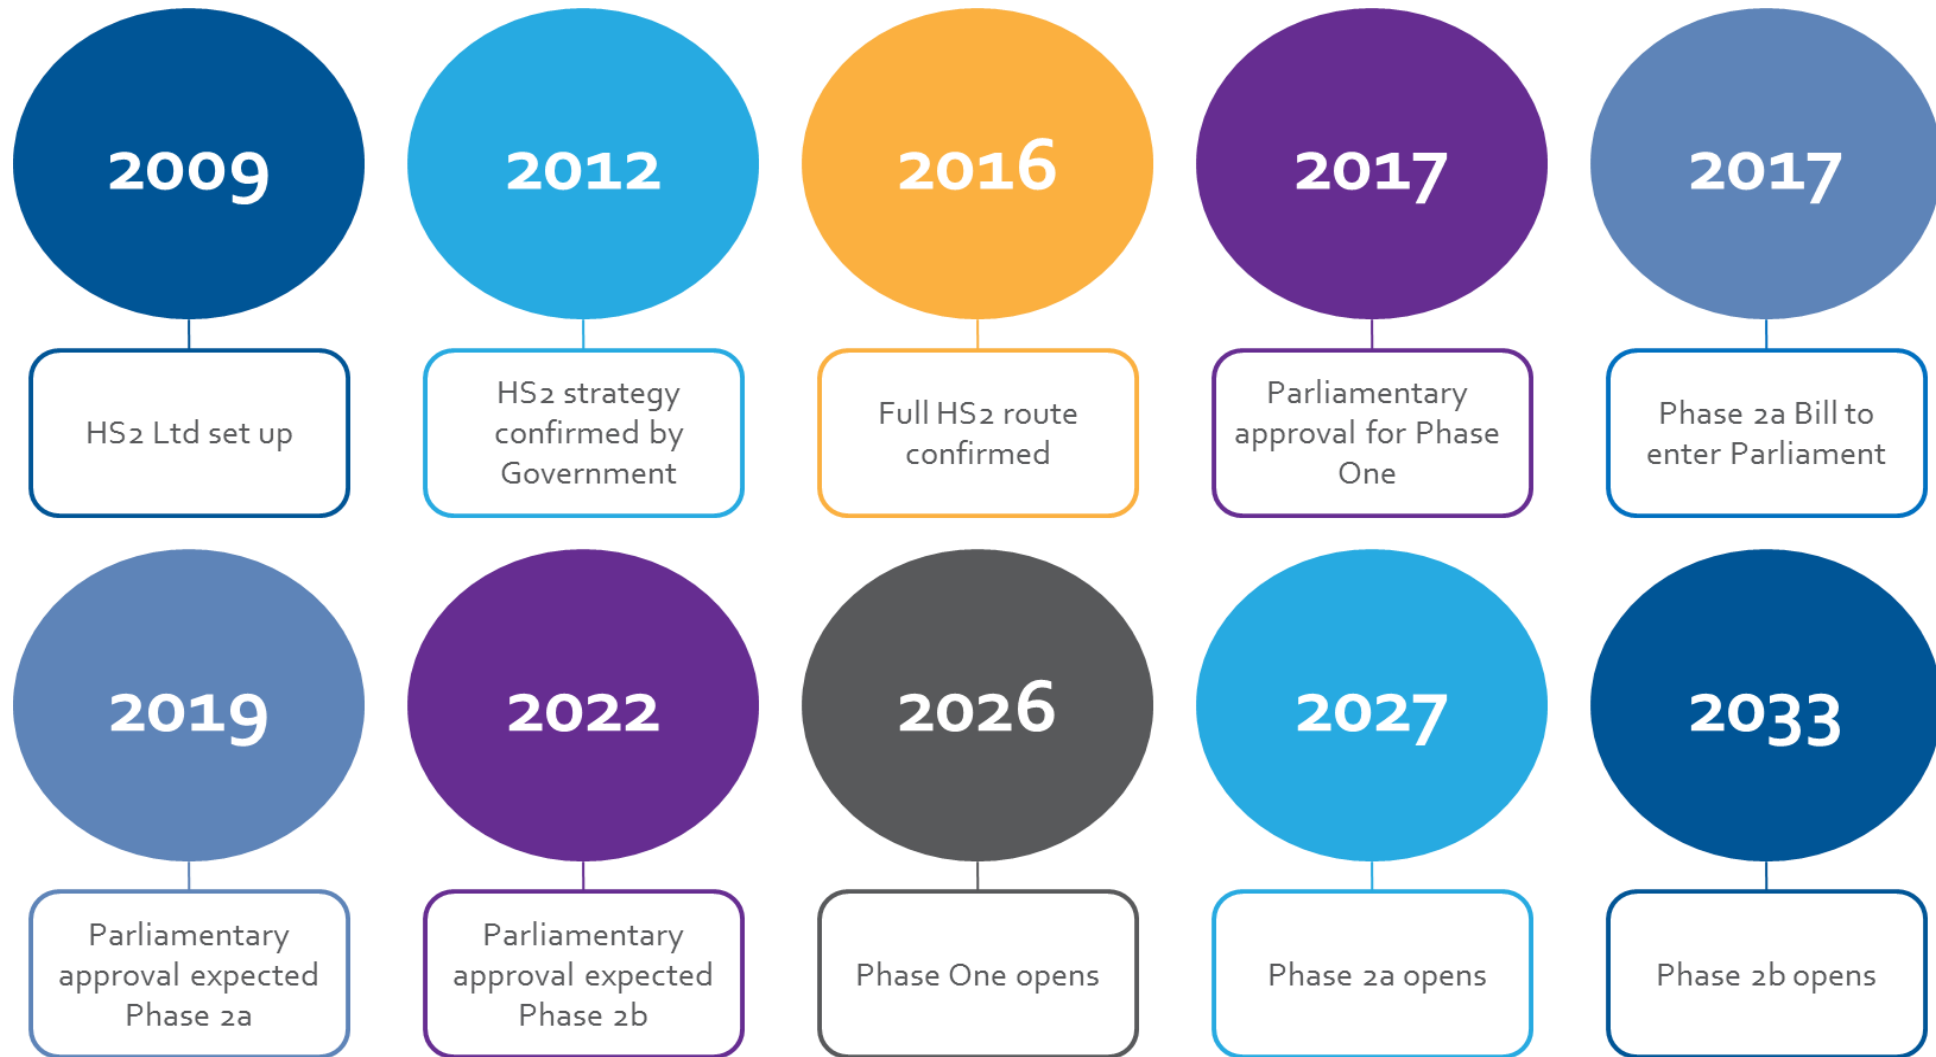 2009
2012
2016
2017
2017
HS2 Ltd set up
HS2 strategy
confirmed by
Government
Full HS2 route
confirmed
Parliamentary
approval for Phase
One
Phase 2a Bill to
enter Parliament
2019
2022
2026
2027
2033
Parliamentary
approval expected
Phase 2a
Parliamentary
approval expected
Phase 2b
Phase One opens
Phase 2a opens
Phase 2b opens